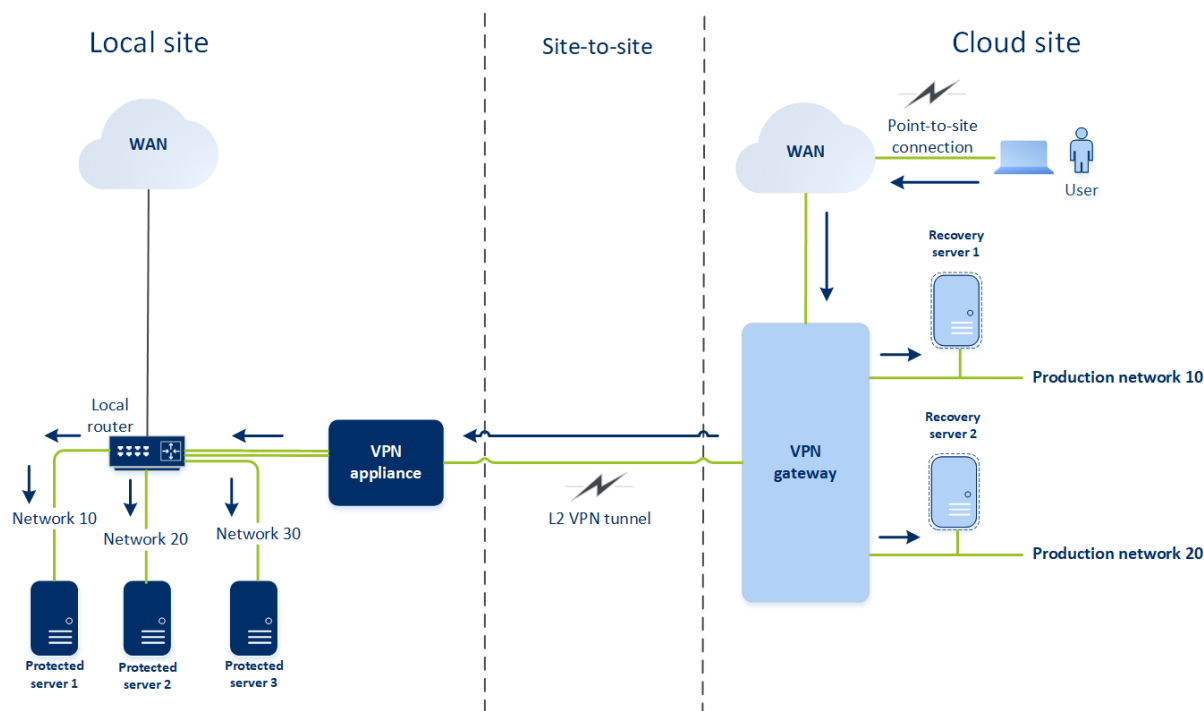 Local site
Site-to-site
Cloud site
WAN
WAN
Point-to-site
connection
User
Recovery
server 1
Production network 10
Local
router
VPN
appliance
VPN
gateway
Recovery
server 2
L2 VPN tunnel
Network 10
Network 20
Network 30
Production network 20
Protected
server 1
Protected
server 2
Protected
server 3